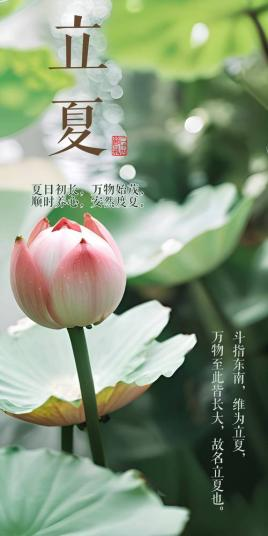 立夏
夏日初长，万物始茂，
顺时养心，安然度夏。
斗指东南，维为立夏，
万物至此皆长大，故名立夏也。